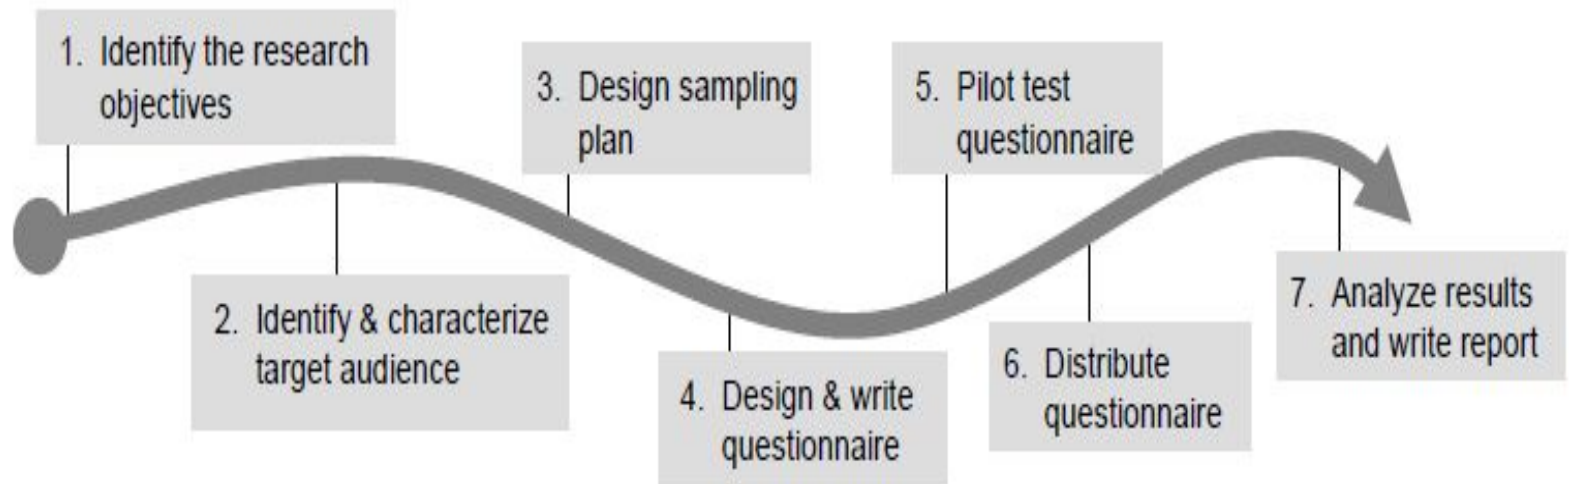 1. Identify the research
objectives
2. Identify & characterize
target audience
3. Design sampling
plan
4. Design & write
questionnaire
5. Pilot test
questionnaire
6. Distribute
questionnaire
7. Analyze results
and write report